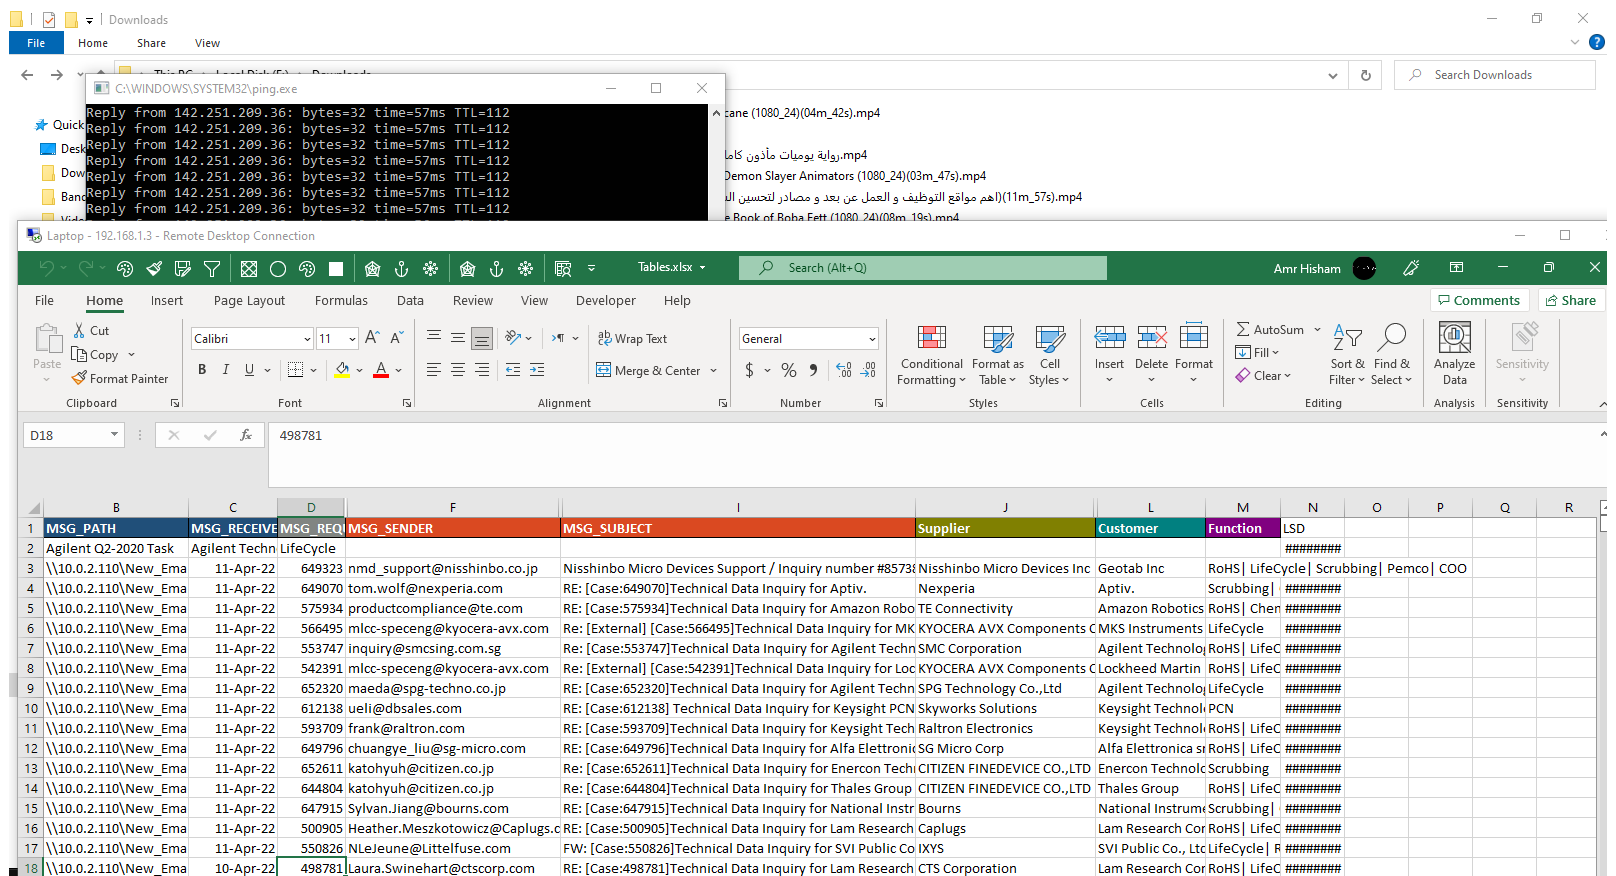 Downloads
File Home Share View
This PC Local Disk (F:) Downloads
Search Downloads
C:\WINDOWS\SYSTEM32\ping.exe
Quick
Desk
Dow
Band
Reply from 142.251.209.36: bytes=32 time=57ms TTL=112
Reply from 142.251.209.36: bytes=32 time=57ms TTL=112
Reply from 142.251.209.36: bytes=32 time=57ms TTL=112
Reply from 142.251.209.36: bytes=32 time=57ms TTL=112
Reply from 142.251.209.36: bytes=32 time=57ms TTL=112
Reply from 142.251.209.36: bytes=32 time=57ms TTL=112
Reply from 142.251.209.36: bytes=32 time=57ms TTL=112
cane (1080_24)(04m_42s).mp4
رواية يوميات مأذون كاما.mp4
Demon Slayer Animators (1080_24)(03m_47s).mp4
اهم مواقع التوظيف و العمل عن بعد و مصادر لتحسين)(11m_57s).mp4
e Book of Boba Fett (1080_24)(08m_19s).mp4
Laptop - 192.168.1.3 - Remote Desktop Connection
Tables.xlsx
Search (Alt+Q)
Amr Hisham
File Home Insert Page Layout Formulas Data Review View Developer Help
Comments Share
Paste
Cut
Copy
Format Painter
Clipboard
Calibri 11
B I U
Font
Wrap Text
Merge & Center
Alignment
General
$ % 9
Number
Conditional Formatting
Format as Table
Cell Styles
Styles
Insert Delete Format
Cells
AutoSum
Fill
Clear
Sort & Filter
Find & Select
Editing
Analyze Data
Analysis
Sensitivity
Sensitivity
D18 fx 498781
B C D F I J L M N O P Q R
1 MSG_PATH MSG_RECEIVE MSG_REQ MSG_SENDER MSG_SUBJECT Supplier Customer Function LSD
2 Agilent Q2-2020 Task Agilent Techn LifeCycle ########
3 \\10.0.2.110\New_Ema 11-Apr-22 649323 nmd_support@nisshinbo.co.jp Nisshinbo Micro Devices Support / Inquiry number #85738 Nisshinbo Micro Devices Inc Geotab Inc RoHS| LifeCycle| Scrubbing| Pemco| COO
4 \\10.0.2.110\New_Ema 11-Apr-22 649070 tom.wolf@nexperia.com RE: [Case:649070]Technical Data Inquiry for Aptiv. Nexperia Aptiv. Scrubbing| ########
5 \\10.0.2.110\New_Ema 11-Apr-22 575934 productcompliance@te.com RE: [Case:575934]Technical Data Inquiry for Amazon Robo TE Connectivity Amazon Robotics RoHS| Chen ########
6 \\10.0.2.110\New_Ema 11-Apr-22 566495 mlcc-speceng@kyocera-avx.com Re: [External] [Case:566495]Technical Data Inquiry for MK KYOCERA AVX Components C MKS Instruments LifeCycle ########
7 \\10.0.2.110\New_Ema 11-Apr-22 553747 inquiry@smcsing.com.sg Re: [Case:553747]Technical Data Inquiry for Agilent Techn SMC Corporation Agilent Technolog RoHS| LifeC ########
8 \\10.0.2.110\New_Ema 11-Apr-22 542391 mlcc-speceng@kyocera-avx.com Re: [External] [Case:542391]Technical Data Inquiry for Loc KYOCERA AVX Components C Lockheed Martin RoHS| LifeC ########
9 \\10.0.2.110\New_Ema 11-Apr-22 652320 maeda@spg-techno.co.jp RE: [Case:652320]Technical Data Inquiry for Agilent Techn SPG Technology Co.,Ltd Agilent Technolog LifeCycle ########
10 \\10.0.2.110\New_Ema 11-Apr-22 612138 ueli@dbsales.com RE: [Case:612138] Technical Data Inquiry for Keysight PCN Skyworks Solutions Keysight Technol PCN ########
11 \\10.0.2.110\New_Ema 11-Apr-22 593709 frank@raltron.com RE: [Case:593709]Technical Data Inquiry for Keysight Tech Raltron Electronics Keysight Technol RoHS| LifeC ########
12 \\10.0.2.110\New_Ema 11-Apr-22 649796 chuangye_liu@sg-micro.com RE: [Case:649796]Technical Data Inquiry for Alfa Elettronic SG Micro Corp Alfa Elettronica sr RoHS| LifeC ########
13 \\10.0.2.110\New_Ema 11-Apr-22 652611 katohyuh@citizen.co.jp Re: [Case:652611]Technical Data Inquiry for Enercon Tech CITIZEN FINEDEVICE CO.,LTD Enercon Technolo Scrubbing ########
14 \\10.0.2.110\New_Ema 11-Apr-22 644804 katohyuh@citizen.co.jp Re: [Case:644804]Technical Data Inquiry for Thales Group CITIZEN FINEDEVICE CO.,LTD Thales Group RoHS| LifeC ########
15 \\10.0.2.110\New_Ema 11-Apr-22 647915 Sylvan.Jiang@bourns.com RE: [Case:647915]Technical Data Inquiry for National Instr Bourns National Instrume Scrubbing| ########
16 \\10.0.2.110\New_Ema 11-Apr-22 500905 Heather.Meszkotowicz@Caplugs.c RE: [Case:500905]Technical Data Inquiry for Lam Research Caplugs Lam Research Cor RoHS| LifeC ########
17 \\10.0.2.110\New_Ema 11-Apr-22 550826 NLeJeune@Littelfuse.com FW: [Case:550826]Technical Data Inquiry for SVI Public Co IXYS SVI Public Co., Ltd LifeCycle| R ########
18 \\10.0.2.110\New_Ema 10-Apr-22 498781 Laura.Swinehart@ctscorp.com RE: [Case:498781]Technical Data Inquiry for Lam Research CTS Corporation Lam Research Cor RoHS| LifeC ########